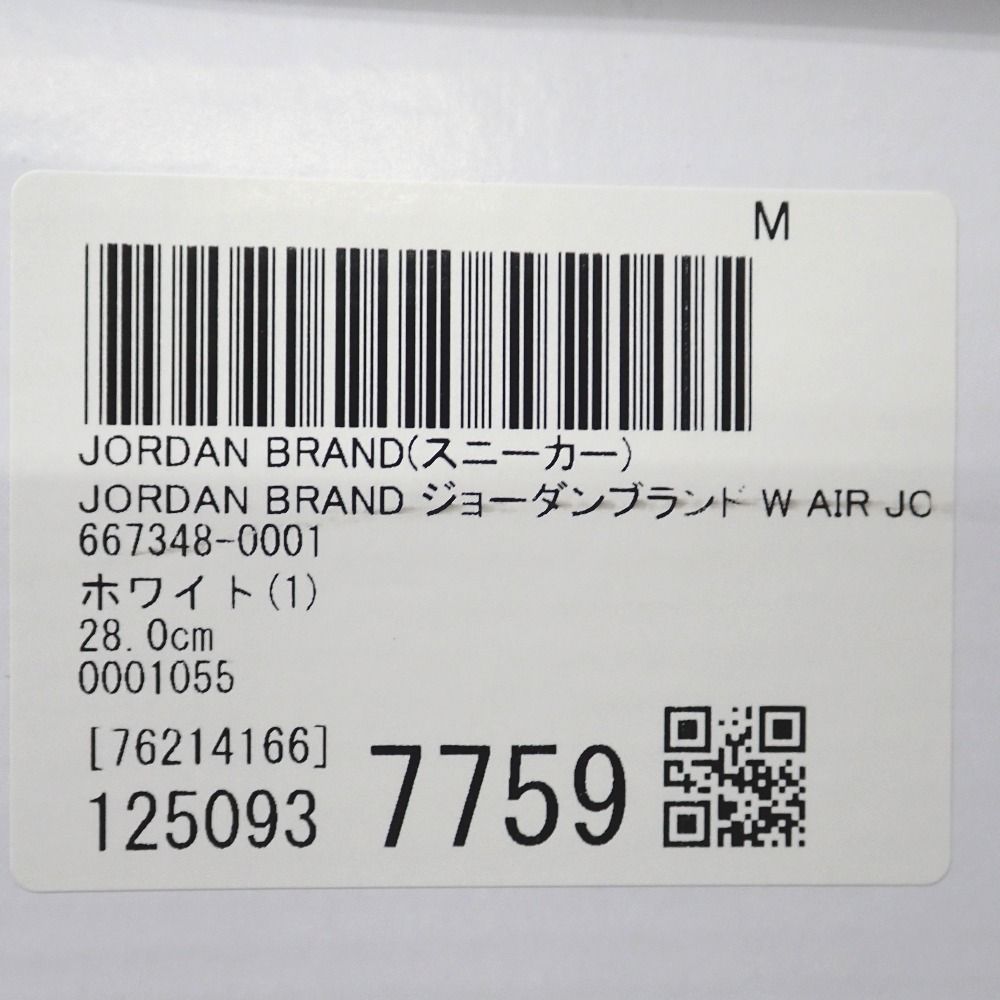 M
JORDAN BRAND(スニーカー)
JORDAN BRAND ジョーダンブランド W AIR JO
667348-0001
ホワイト(1)
28.0cm
0001055
[76214166]
125093 7759